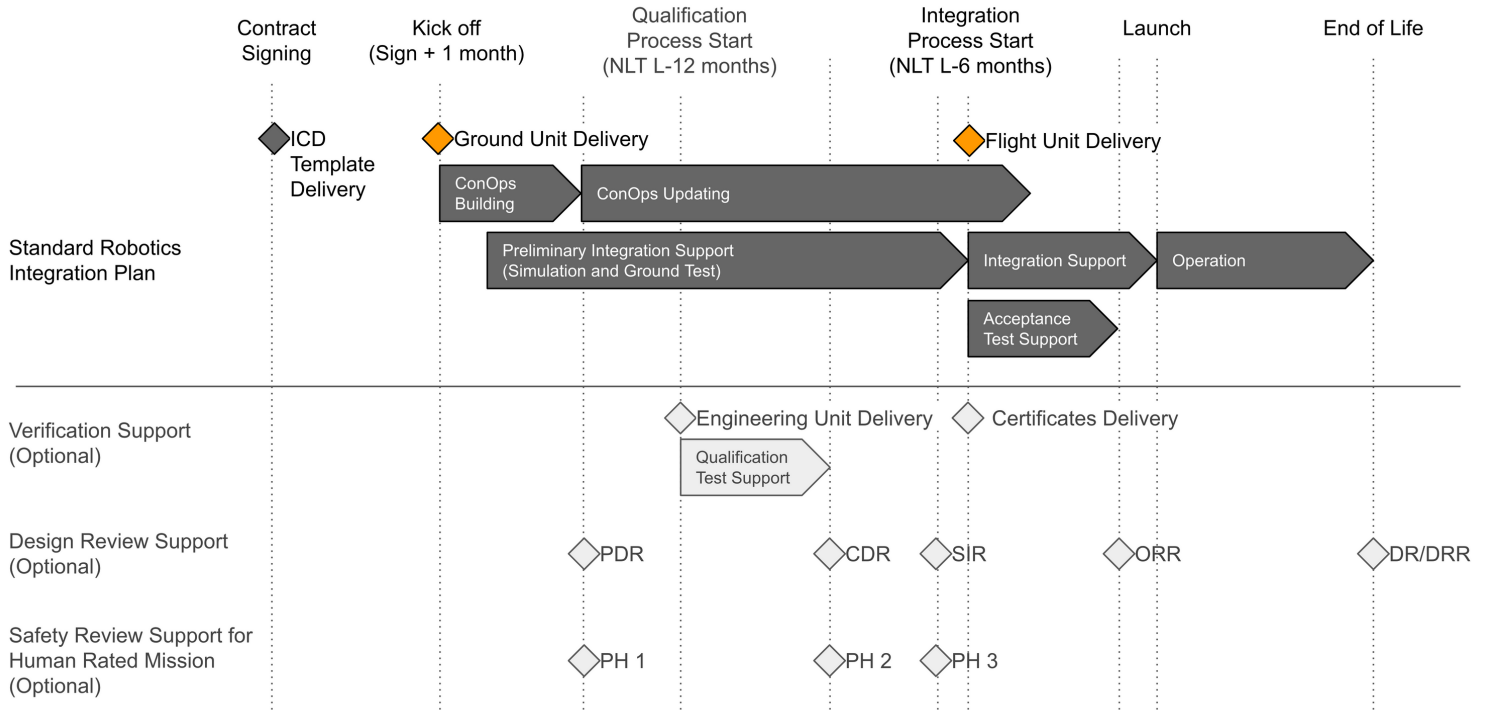 Contract
Signing
Kick off
(Sign + 1 month)
Qualification
Process Start
(NLT L-12 months)
Integration
Process Start
(NLT L-6 months)
Launch
End of Life
ICD
Template
Delivery
Ground Unit Delivery
Flight Unit Delivery
ConOps
Building
ConOps Updating
Standard Robotics
Integration Plan
Preliminary Integration Support
(Simulation and Ground Test)
Integration Support
Operation
Acceptance
Test Support
Verification Support
(Optional)
Engineering Unit Delivery
Certificates Delivery
Qualification
Test Support
Design Review Support
(Optional)
PDR
CDR
SIR
ORR
DR/DRR
Safety Review Support for
Human Rated Mission
(Optional)
PH 1
PH 2
PH 3